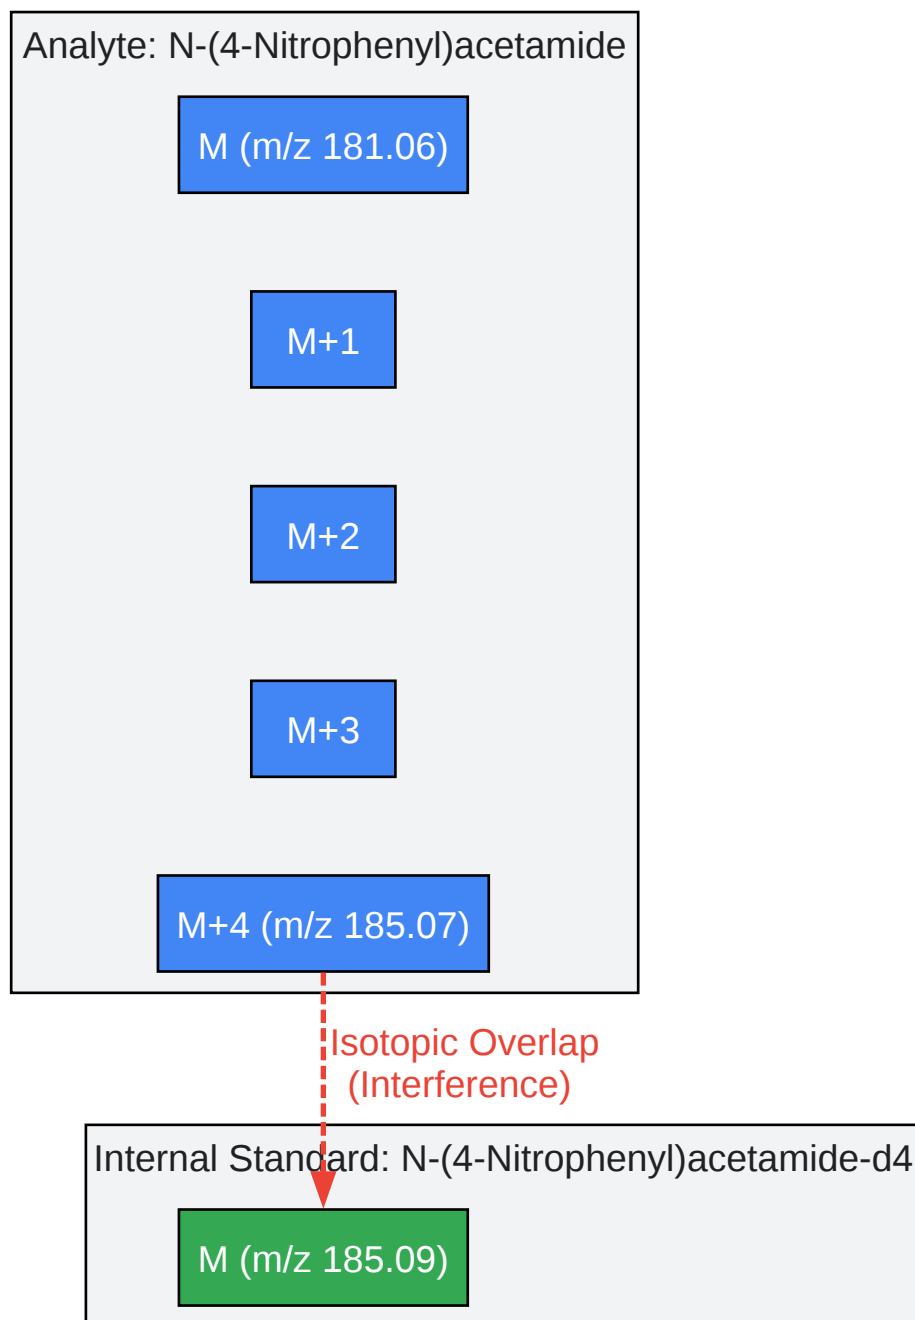 Analyte: N-(4-Nitrophenyl)acetamide
M (m/z 181.06)
M+1
M+2
M+3
M+4 (m/z 185.07)
Isotopic Overlap
(Interference)
Internal Standard: N-(4-Nitrophenyl)acetamide-d4
M (m/z 185.09)